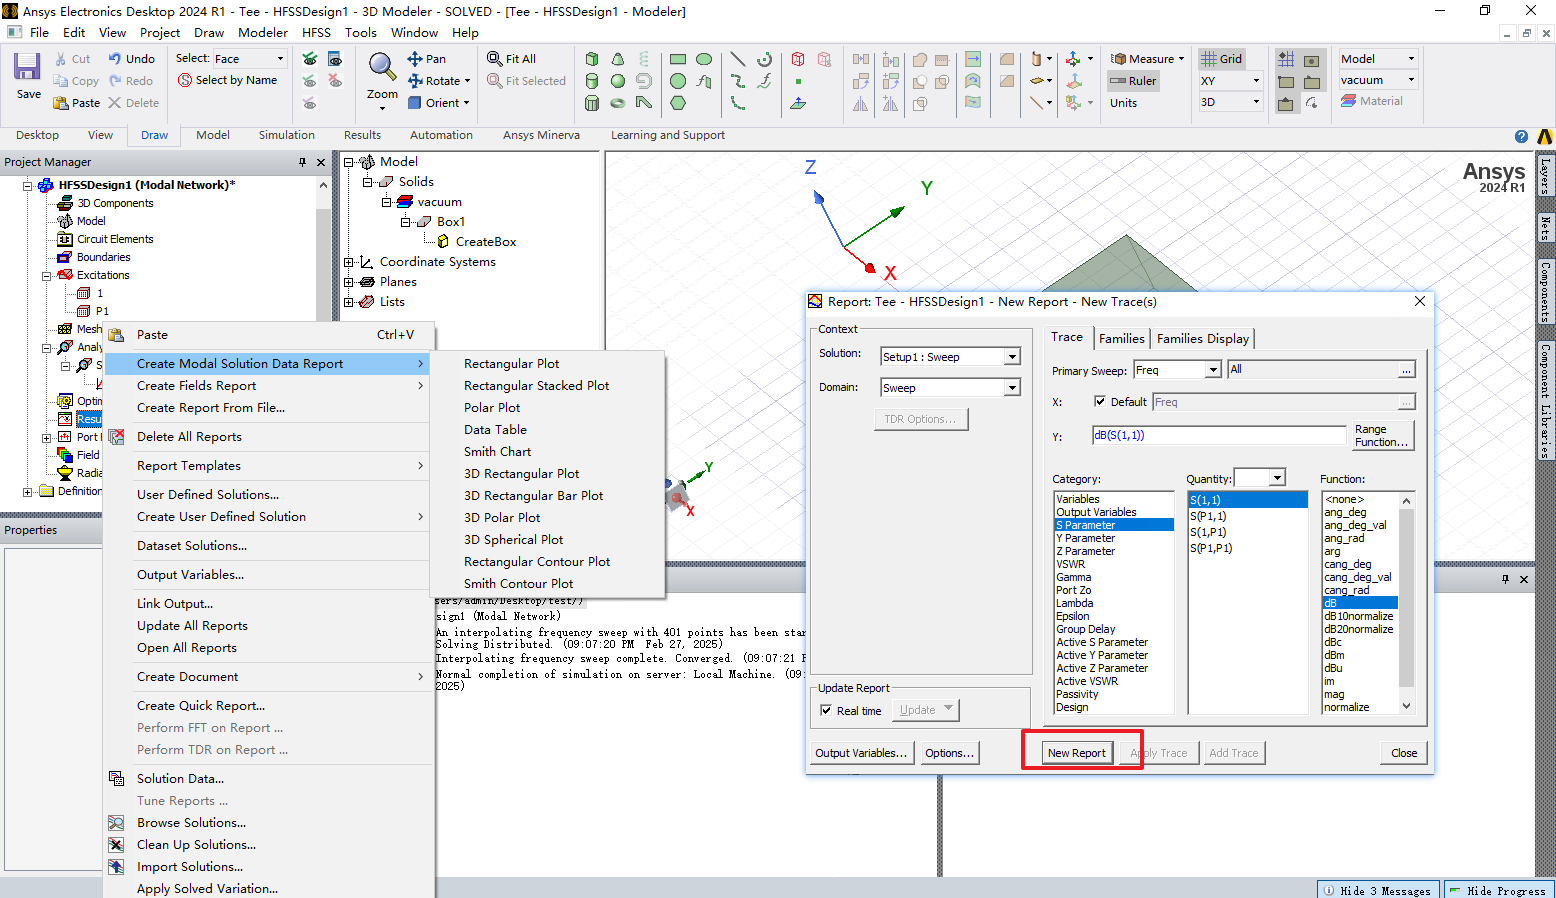 Ansys Electronics Desktop 2024 R1 - Tee - HFSSDesign1 - 3D Modeler - SOLVED - [Tee - HFSSDesign1 - Modeler]
File Edit View Project Draw Modeler HFSS Tools Window Help
Save
Cut
Copy
Paste
Undo
Redo
Delete
Select: Face
Select by Name
Zoom
Pan
Rotate
Orient
Fit All
Fit Selected
Measure
Ruler
Units
Grid
XY
3D
Model
vacuum
Material
Desktop View Draw Model Simulation Results Automation Ansys Minerva Learning and Support
Project Manager
HFSSDesign1 (Modal Network)*
3D Components
Model
Circuit Elements
Boundaries
Excitations
1
P1
Mesh
Analy
S
Optin
Resu
Port F
Field
Radia
Definition
Properties
Model
Solids
vacuum
Box1
CreateBox
Coordinate Systems
Planes
Lists
Z
Y
X
Ansys
2024 R1
Y
X
Layers
Nets
Components
Component Libraries
Paste Ctrl+V
Create Modal Solution Data Report
Create Fields Report
Create Report From File...
Delete All Reports
Report Templates
User Defined Solutions...
Create User Defined Solution
Dataset Solutions...
Output Variables...
Link Output...
Update All Reports
Open All Reports
Create Document
Create Quick Report...
Perform FFT on Report ...
Perform TDR on Report ...
Solution Data...
Tune Reports ...
Browse Solutions...
Clean Up Solutions...
Import Solutions...
Apply Solved Variation...
Rectangular Plot
Rectangular Stacked Plot
Polar Plot
Data Table
Smith Chart
3D Rectangular Plot
3D Rectangular Bar Plot
3D Polar Plot
3D Spherical Plot
Rectangular Contour Plot
Smith Contour Plot
sers/admin/Desktop/test/)
sign1 (Modal Network)
An interpolating frequency sweep with 401 points has been star
Solving Distributed. (09:07:20 PM Feb 27, 2025)
Interpolating frequency sweep complete. Converged. (09:07:21 P
Normal completion of simulation on server: Local Machine. (09:
2025)
Report: Tee - HFSSDesign1 - New Report - New Trace(s)
Context
Solution: Setup1 : Sweep
Domain: Sweep
TDR Options...
Update Report
Real time Update
Trace Families Families Display
Primary Sweep: Freq All ...
X: Default Freq ...
Y: dB(S(1,1))
Range
Function...
Category:
Variables
Output Variables
S Parameter
Y Parameter
Z Parameter
VSWR
Gamma
Port Zo
Lambda
Epsilon
Group Delay
Active S Parameter
Active Y Parameter
Active Z Parameter
Active VSWR
Passivity
Design
Quantity:
S(1,1)
S(P1,1)
S(1,P1)
S(P1,P1)
Function:
<none>
ang_deg
ang_deg_val
ang_rad
arg
cang_deg
cang_deg_val
cang_rad
dB
dB10normalize
dB20normalize
dBc
dBm
dBu
im
mag
normalize
Output Variables... Options... New Report Apply Trace Add Trace Close
Hide 3 Messages Hide Progress